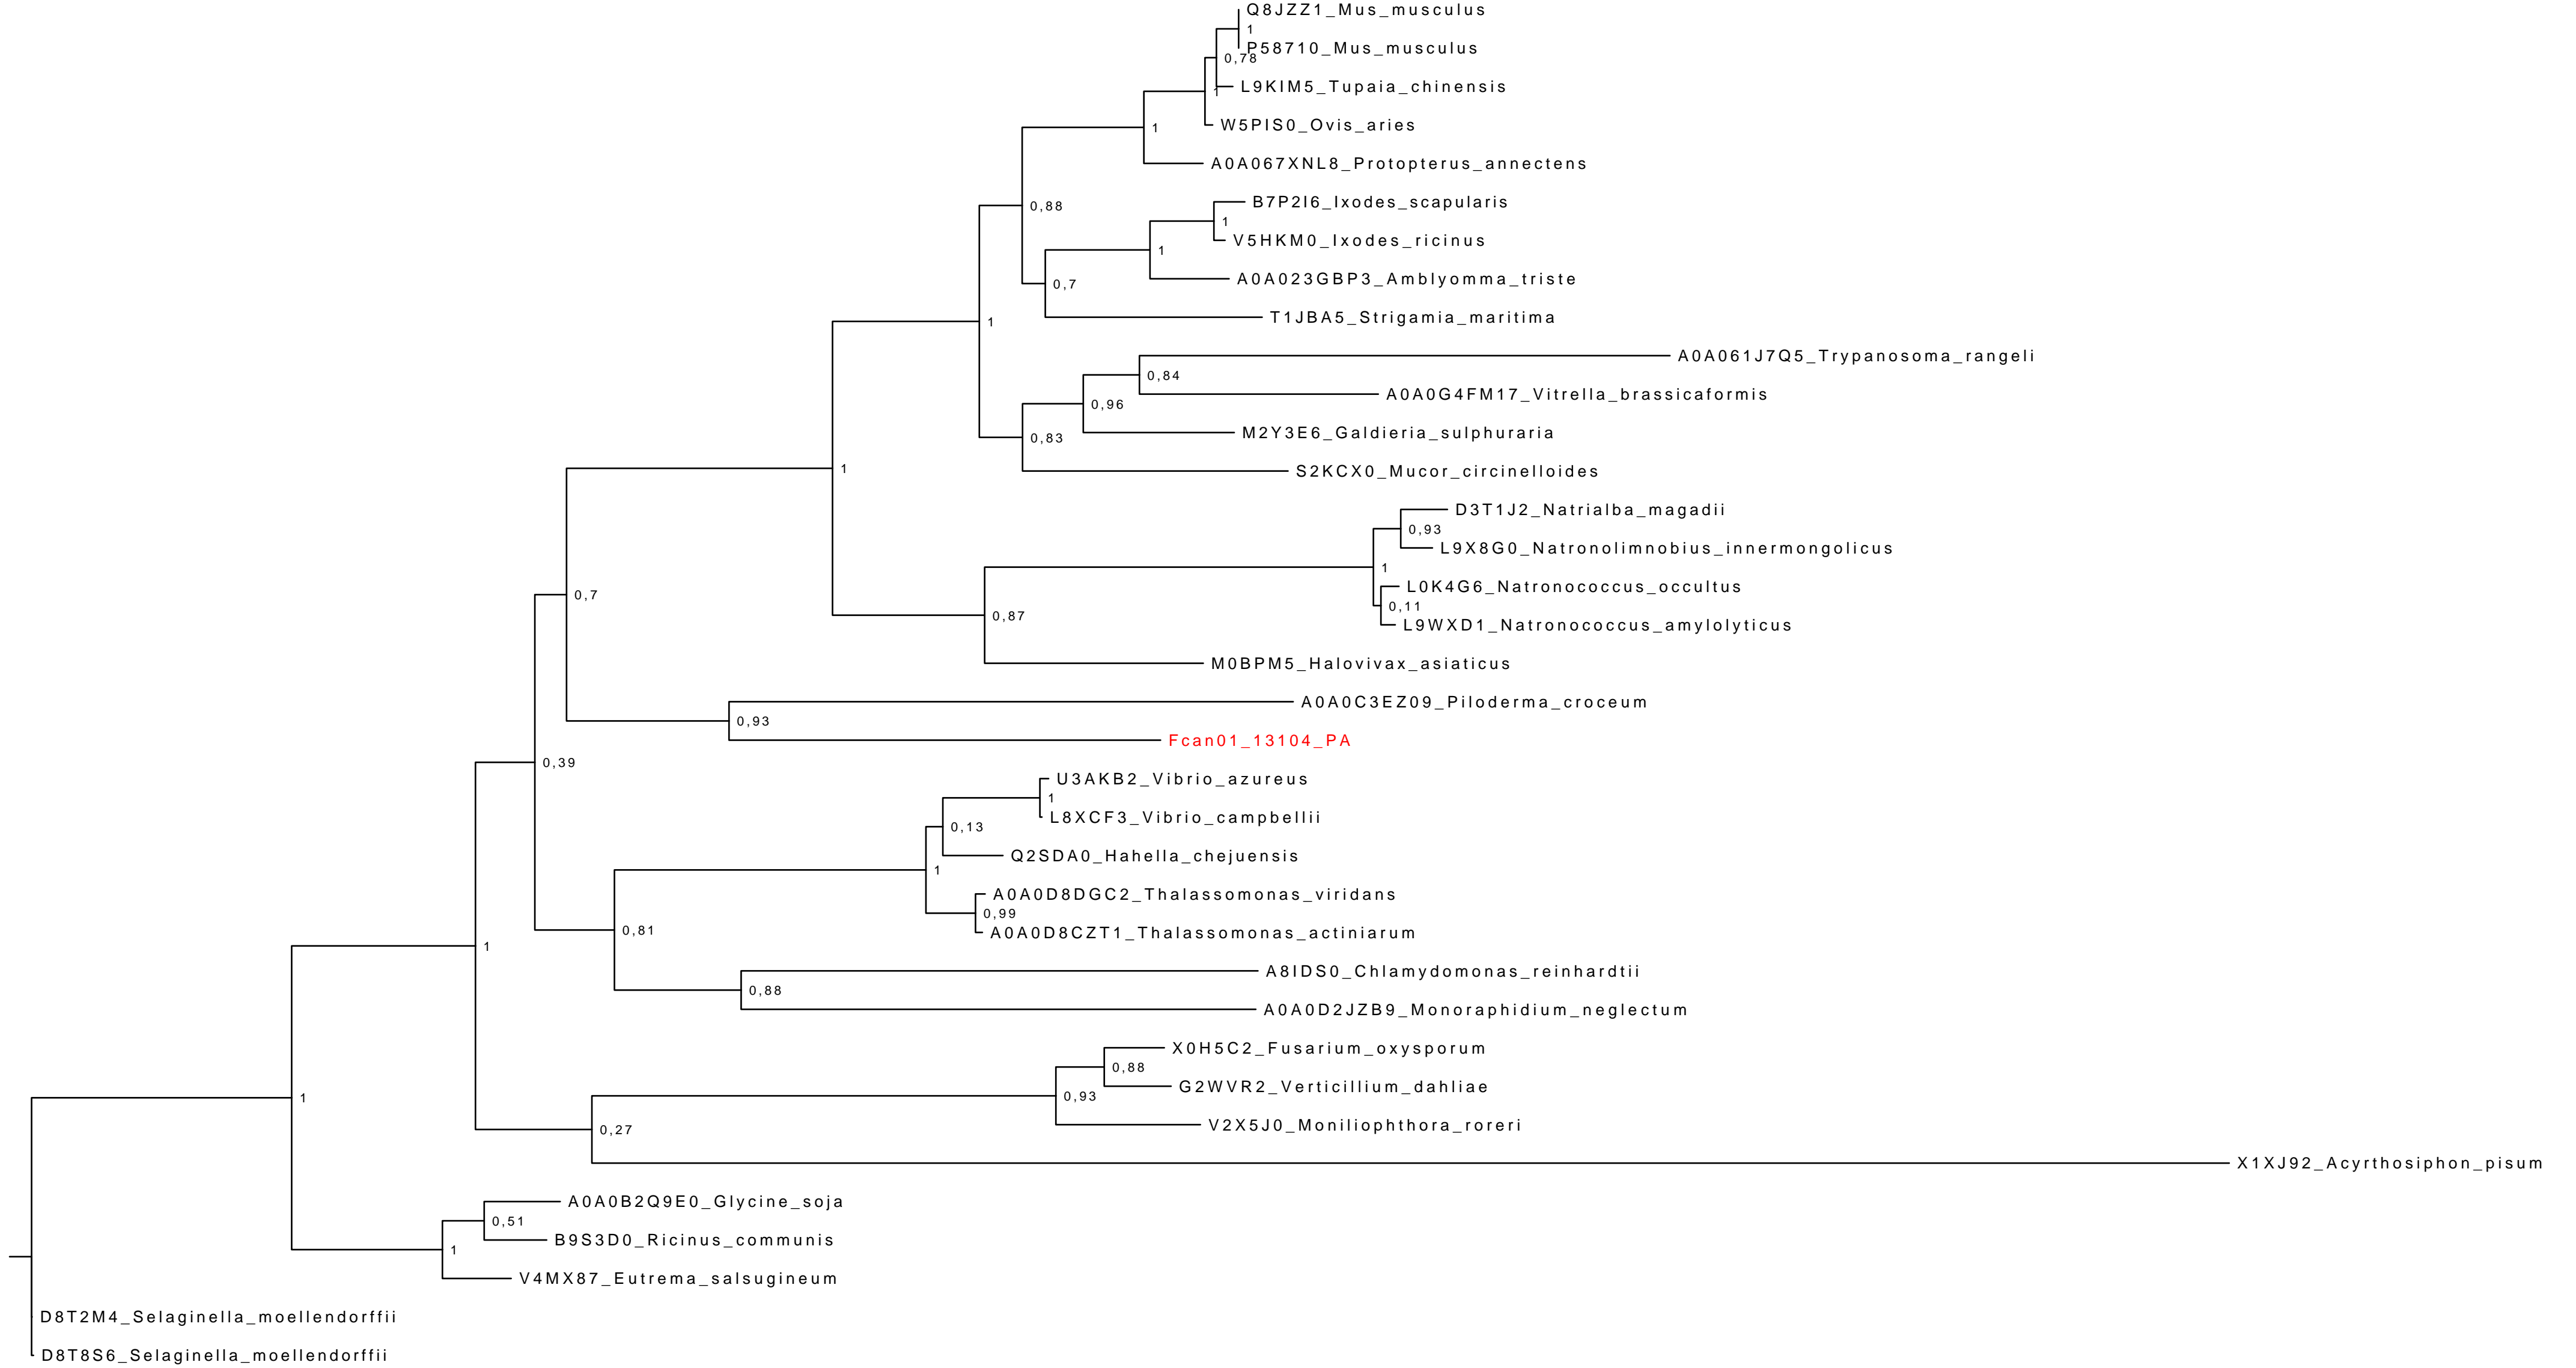 Q8JZZ1_Mus_musculus
1
P58710_Mus_musculus
0,78
L9KIM5_Tupaia_chinensis
1
W5PIS0_Ovis_aries
1
A0A067XNL8_Protopterus_annectens
B7P2I6_Ixodes_scapularis
0,88
1
V5HKM0_Ixodes_ricinus
1
A0A023GBP3_Amblyomma_triste
0,7
T1JBA5_Strigamia_maritima
1
A0A061J7Q5_Trypanosoma_rangeli
0,84
A0A0G4FM17_Vitrella_brassicaformis
0,96
M2Y3E6_Galdieria_sulphuraria
0,83
1
S2KCX0_Mucor_circinelloides
D3T1J2_Natrialba_magadii
0,93
L9X8G0_Natronolimnobius_innermongolicus
1
L0K4G6_Natronococcus_occultus
0,7
0,11
0,87
L9WXD1_Natronococcus_amylolyticus
M0BPM5_Halovivax_asiaticus
A0A0C3EZ09_Piloderma_croceum
0,93
Fcan01_13104_PA
0,39
U3AKB2_Vibrio_azureus
1
L8XCF3_Vibrio_campbellii
0,13
Q2SDA0_Hahella_chejuensis
1
A0A0D8DGC2_Thalassomonas_viridans
0,99
0,81
A0A0D8CZT1_Thalassomonas_actiniarum
1
A8IDS0_Chlamydomonas_reinhardtii
0,88
A0A0D2JZB9_Monoraphidium_neglectum
X0H5C2_Fusarium_oxysporum
0,88
G2WVR2_Verticillium_dahliae
0,93
1
V2X5J0_Moniliophthora_roreri
0,27
X1XJ92_Acyrthosiphon_pisum
A0A0B2Q9E0_Glycine_soja
0,51
B9S3D0_Ricinus_communis
1
V4MX87_Eutrema_salsugineum
D8T2M4_Selaginella_moellendorffii
D8T8S6_Selaginella_moellendorffii